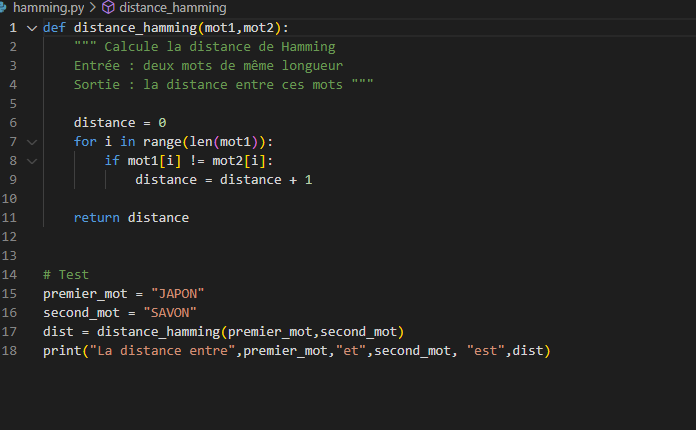 hamming.py > distance_hamming
1 def distance_hamming(mot1,mot2):
2 """ Calcule la distance de Hamming
3 Entrée : deux mots de même longueur
4 Sortie : la distance entre ces mots """
5
6 distance = 0
7 for i in range(len(mot1)):
8 if mot1[i] != mot2[i]:
9 distance = distance + 1
10
11 return distance
12
13
14 # Test
15 premier_mot = "JAPON"
16 second_mot = "SAVON"
17 dist = distance_hamming(premier_mot,second_mot)
18 print("La distance entre",premier_mot,"et",second_mot, "est",dist)